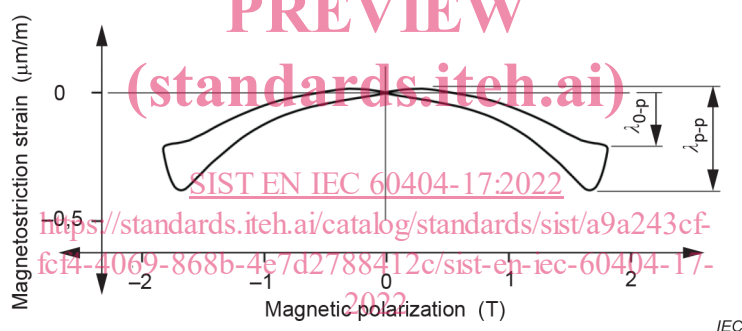 PREVIEW
(standards.iteh.ai)
Magnetostriction strain (μm/m)
0
λ0-p
λp-p
SIST EN IEC 60404-17:2022
–0,5
https://standards.iteh.ai/catalog/standards/sist/a9a243cf-
fcf4-4069-868b-4e7d2788412c/sist-en-iec-60404-17-
2022
–2
–1
0
1
2
Magnetic polarization (T)
IEC